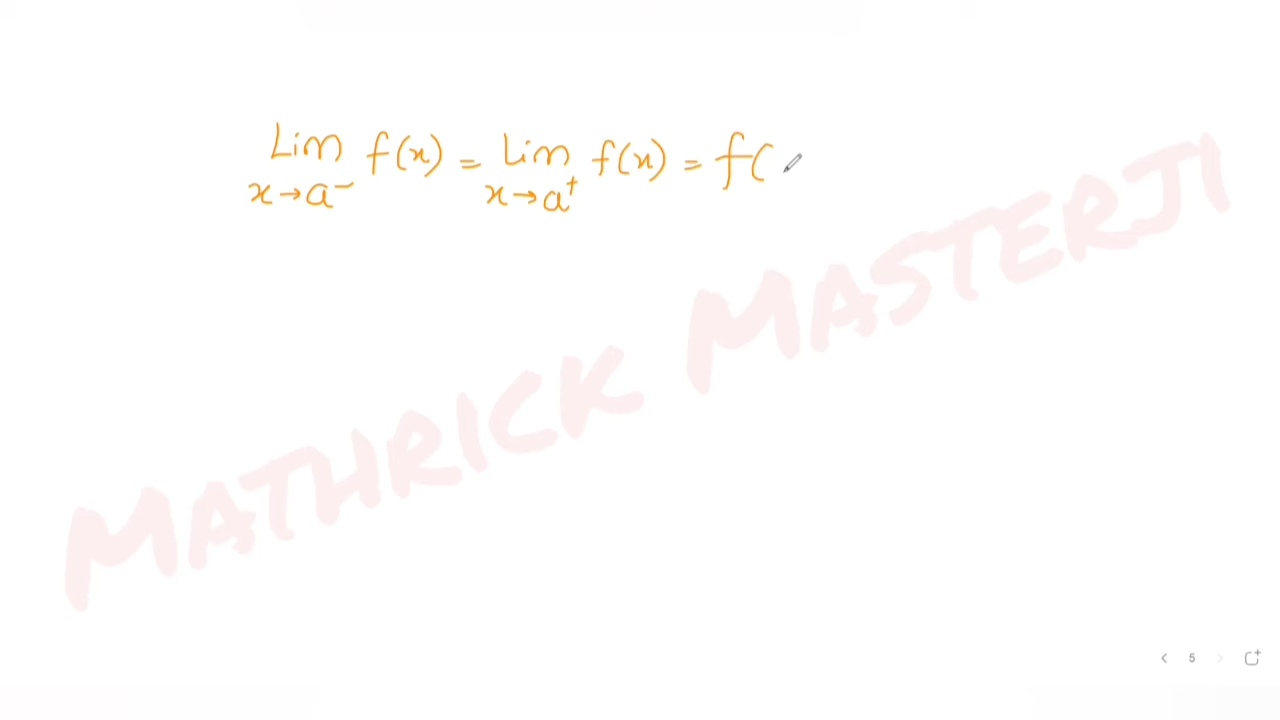 Lim x→a⁻ f(x) = Lim x→a⁺ f(x) = f(
MATHRICK MASTERJI
5